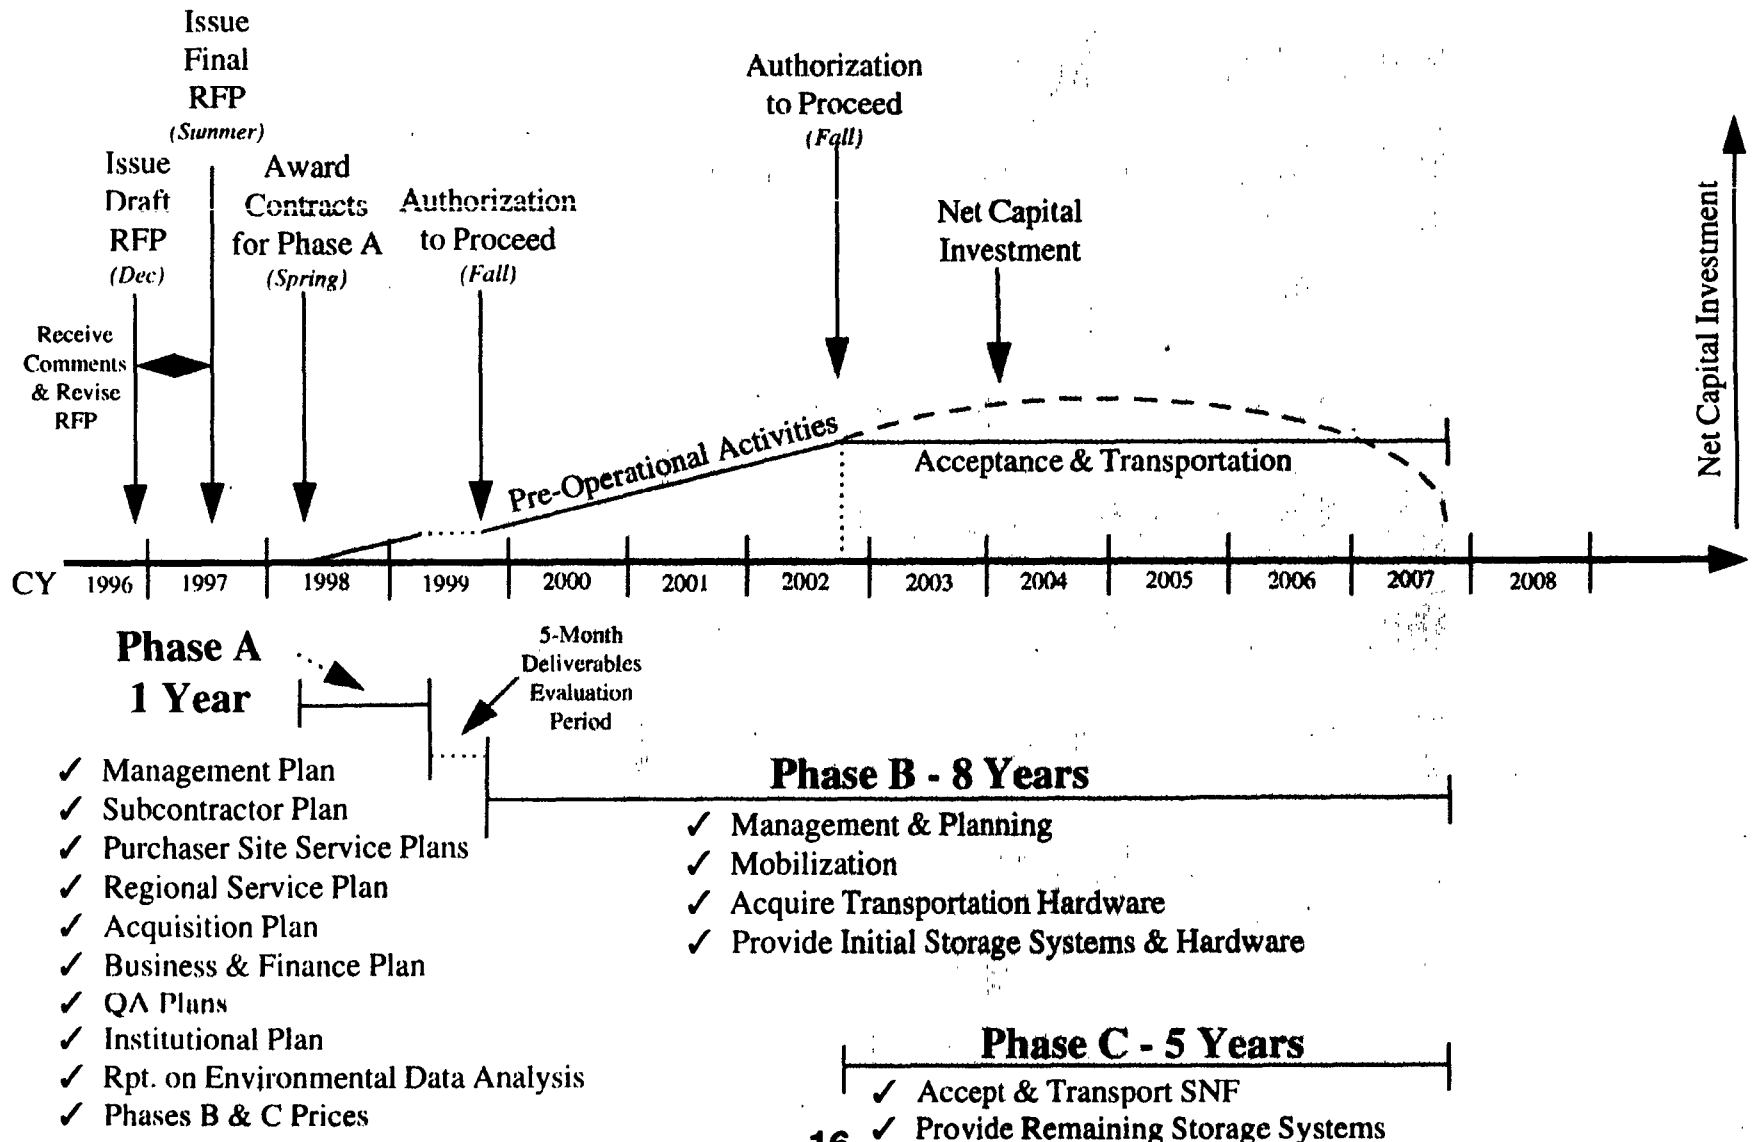 Issue
Final
RFP
(Summer)
Issue
Draft
RFP
(Dec)
Award
Contracts
for Phase A
(Spring)
Authorization
to Proceed
(Fall)
Authorization
to Proceed
(Fall)
Net Capital
Investment
Receive
Comments
& Revise
RFP
Pre-Operational Activities
Acceptance & Transportation
Net Capital Investment
CY 1996 1997 1998 1999 2000 2001 2002 2003 2004 2005 2006 2007 2008
Phase A
1 Year
5-Month
Deliverables
Evaluation
Period
✓ Management Plan
✓ Subcontractor Plan
✓ Purchaser Site Service Plans
✓ Regional Service Plan
✓ Acquisition Plan
✓ Business & Finance Plan
✓ QA Plans
✓ Institutional Plan
✓ Rpt. on Environmental Data Analysis
✓ Phases B & C Prices
Phase B - 8 Years
✓ Management & Planning
✓ Mobilization
✓ Acquire Transportation Hardware
✓ Provide Initial Storage Systems & Hardware
Phase C - 5 Years
✓ Accept & Transport SNF
✓ Provide Remaining Storage Systems
16